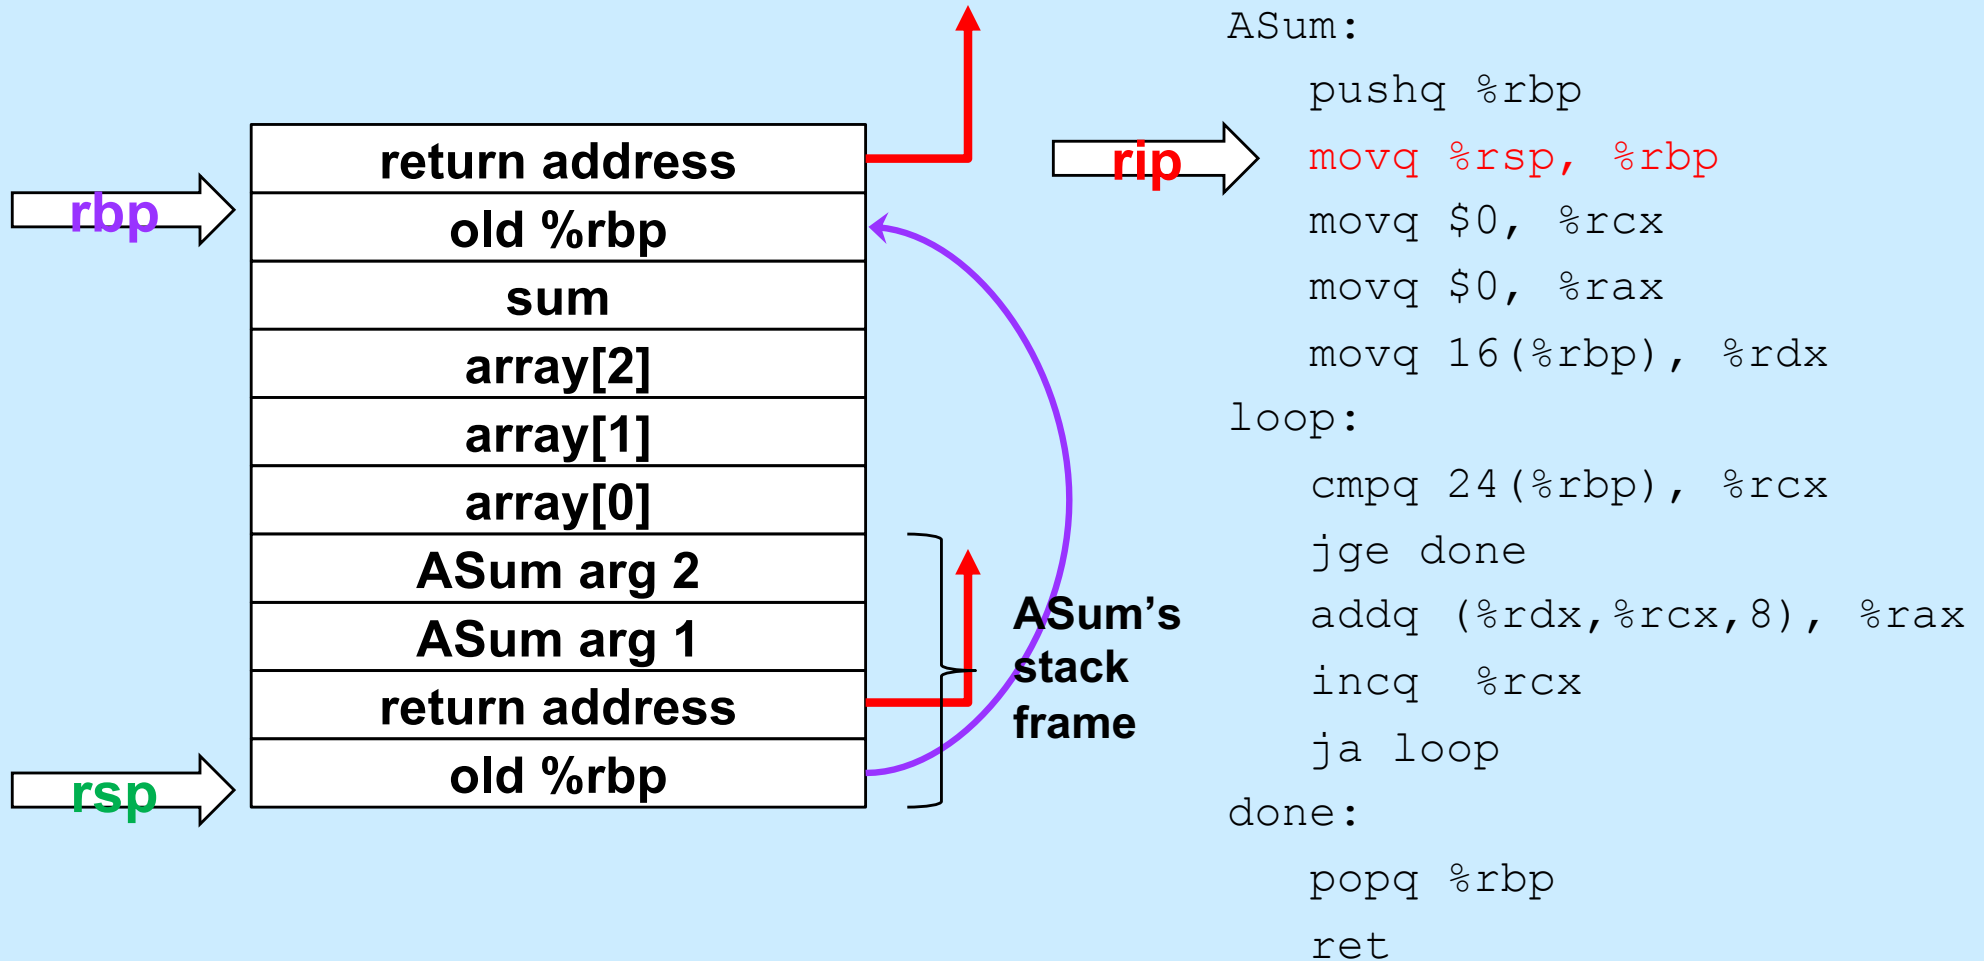 rbp
rsp
return address
old %rbp
sum
array[2]
array[1]
array[0]
ASum arg 2
ASum arg 1
return address
old %rbp
ASum’s
stack
frame
rip
ASum:
pushq %rbp
movq %rsp, %rbp
movq $0, %rcx
movq $0, %rax
movq 16(%rbp), %rdx
loop:
cmpq 24(%rbp), %rcx
jge done
addq (%rdx,%rcx,8), %rax
incq  %rcx
ja loop
done:
popq %rbp
ret